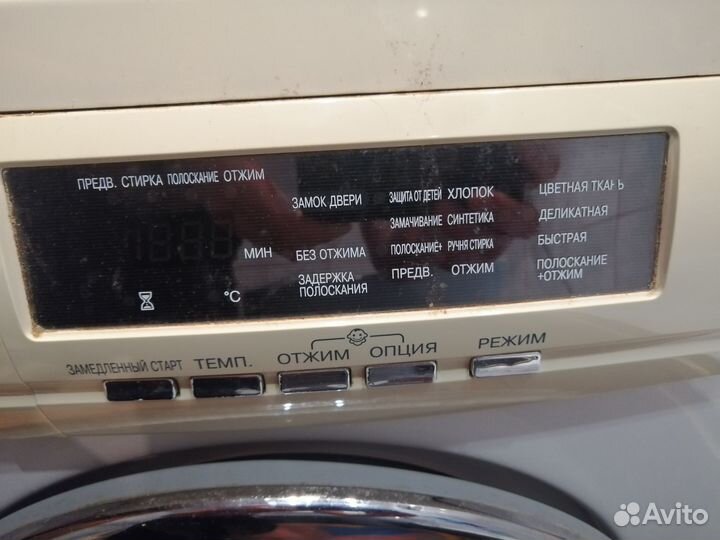 ПРЕДВ. СТИРКА ПОЛОСКАНИЕ ОТЖИМ
ЗАМОК ДВЕРИ
ЗАЩИТА ОТ ДЕТЕЙ ХЛОПОК
ЦВЕТНАЯ ТКАНЬ
ЗАМАЧИВАНИЕ СИНТЕТИКА
ДЕЛИКАТНАЯ
МИН
БЕЗ ОТЖИМА
ПОЛОСКАНИЕ+ РУЧНЯ СТИРКА
БЫСТРАЯ
°C
ЗАДЕРЖКА
ПОЛОСКАНИЯ
ПРЕДВ. ОТЖИМ
ПОЛОСКАНИЕ
+ОТЖИМ
ЗАМЕДЛЕННЫЙ СТАРТ
ТЕМП.
ОТЖИМ
ОПЦИЯ
РЕЖИМ
Avito